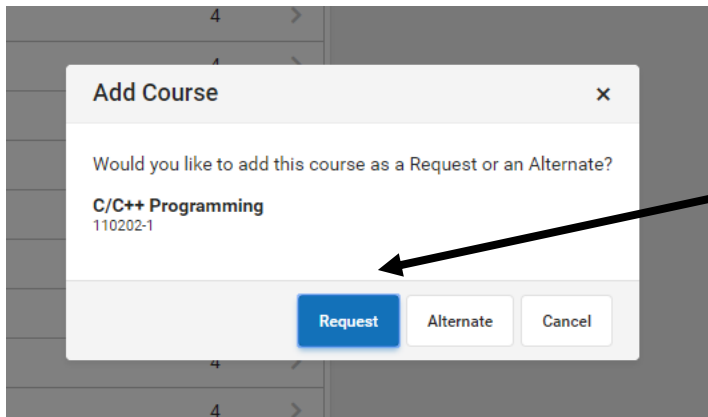 4
4
Add Course ×
Would you like to add this course as a Request or an Alternate?
C/C++ Programming
110202-1
Request Alternate Cancel
4
4